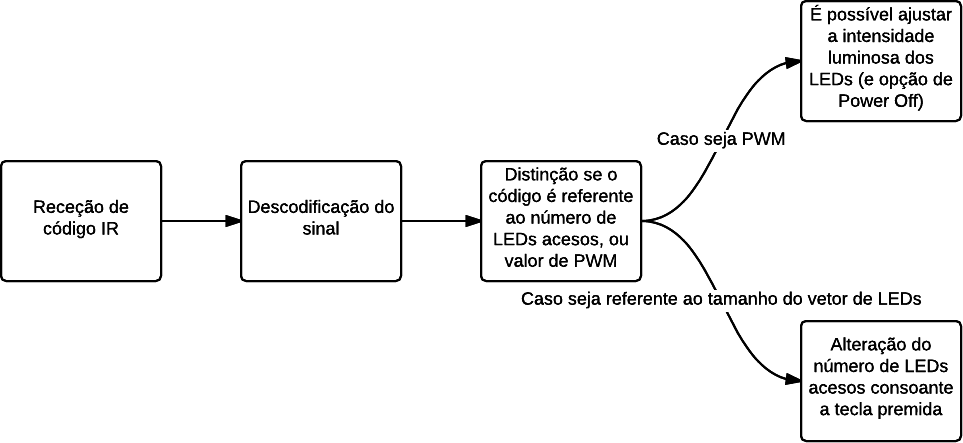 Receção de
código IR
Descodificação do
sinal
Distinção se o
código é referente
ao número de
LEDs acesos, ou
valor de PWM
Caso seja PWM
É possível ajustar
a intensidade
luminosa dos
LEDs (e opção de
Power Off)
Caso seja referente ao tamanho do vetor de LEDs
Alteração do
número de LEDs
acesos consoante
a tecla premida